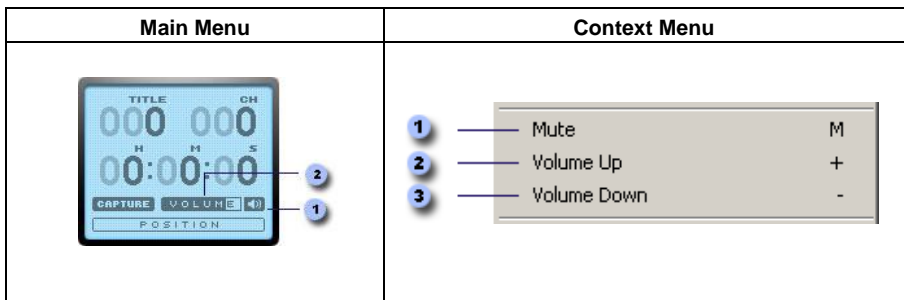 Main Menu
Context Menu
TITLE CH
000 000
H M S
00:00:00
2
CAPTURE VOLUME
1
POSITION
1 Mute M
2 Volume Up +
3 Volume Down -